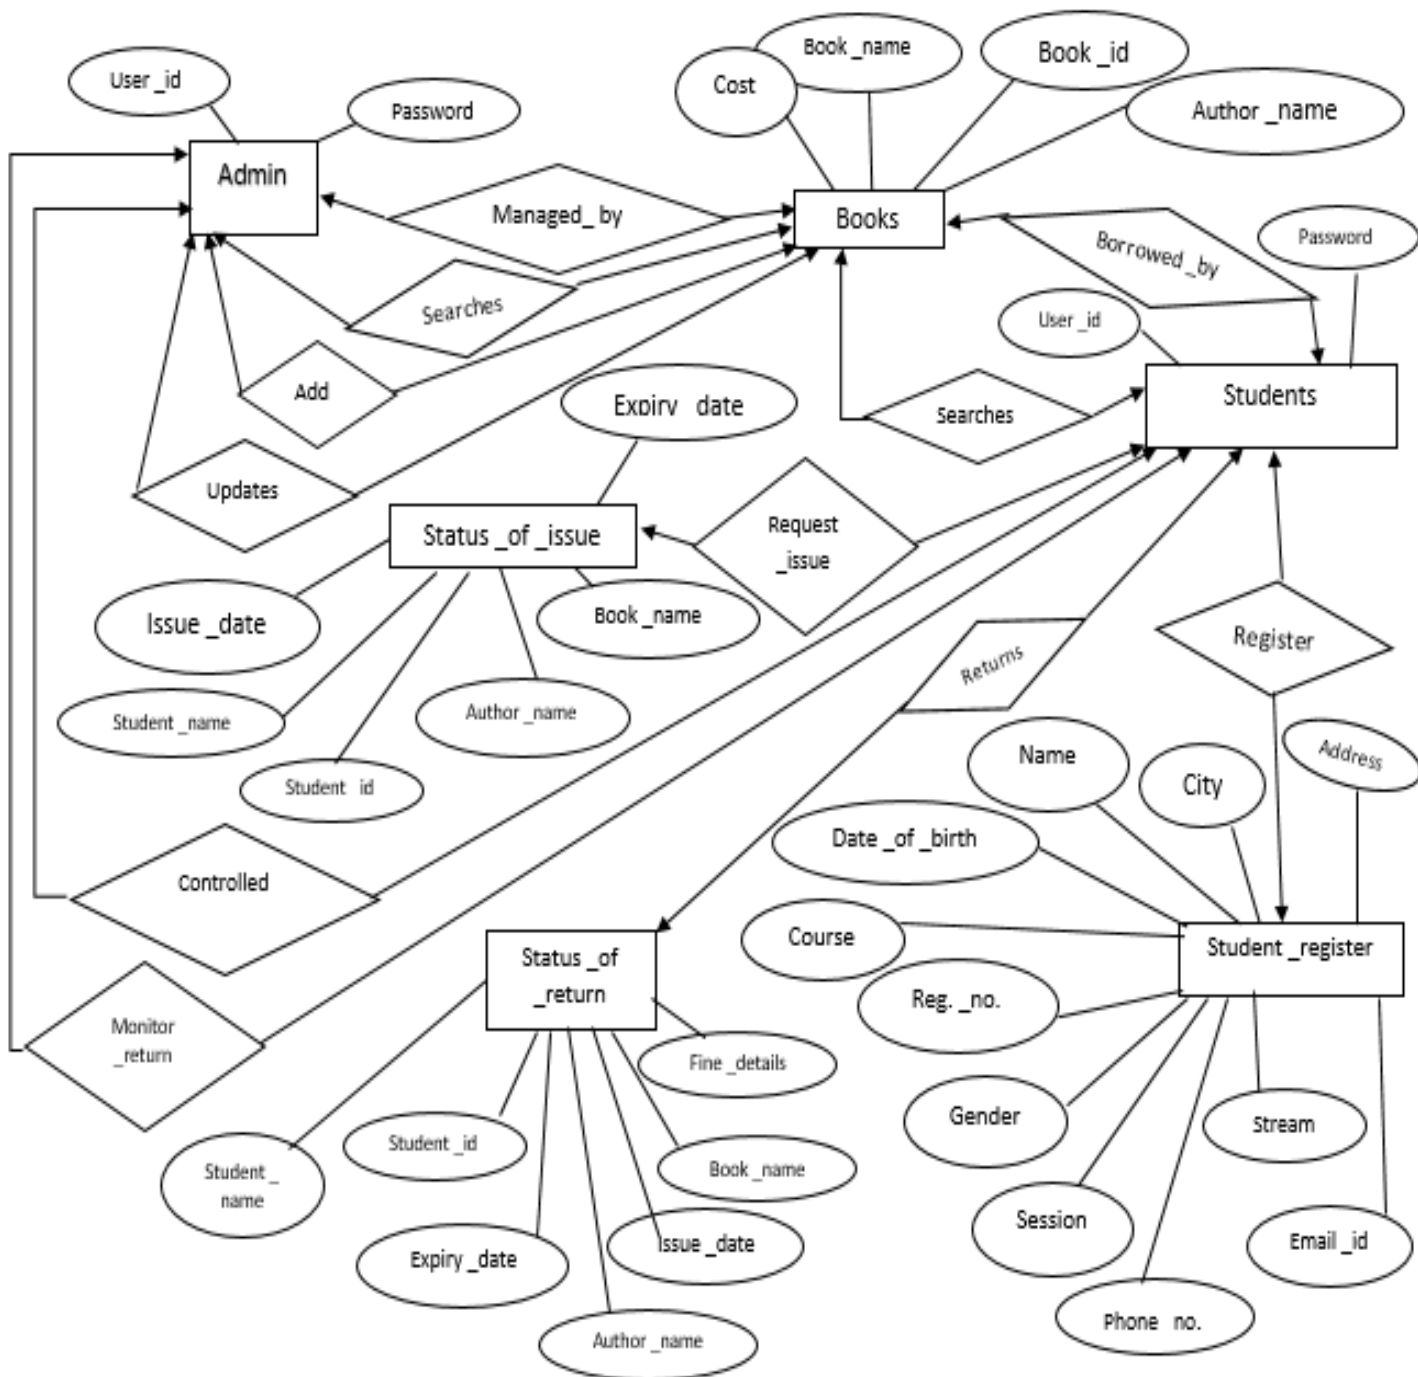 Book _name
Book _id
User _id
Cost
Password
Author _name
Admin
Managed_ by
Books
Password
Borrowed _by
Searches
User _id
Add
Students
Expiry _date
Searches
Updates
Request
_issue
Status _of _issue
Book _name
Issue _date
Register
Returns
Student _name
Author _name
Name
Address
Student id
City
Date _of _birth
Controlled
Course
Student _register
Status _of
_return
Reg. _no.
Monitor
_return
Fine _details
Gender
Stream
Student _id
Book _name
Student _
name
Session
Issue _date
Email _id
Expiry _date
Phone no.
Author _name